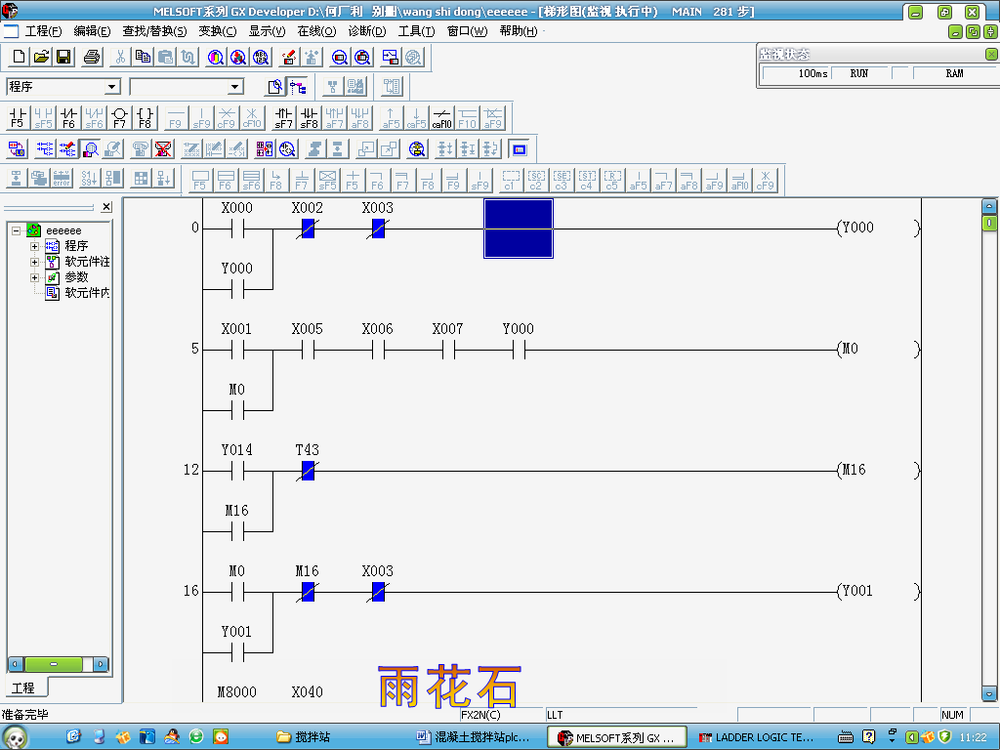 MELSOFT系列 GX Developer D:\何厂利 别删\wang shi dong\eeeeee - [梯形图(监视 执行中) MAIN 281 步]
工程(F) 编辑(E) 查找/替换(S) 变换(C) 显示(V) 在线(O) 诊断(D) 工具(T) 窗口(W) 帮助(H)
监视状态
100ms RUN RAM
程序
F5 sF5 F6 sF6 F7 F8 F9 sF9 cF9 cF10 sF7 sF8 aF7 aF8 aF5 caF5 caF10 F10 aF9
F5 F6 sF6 F8 F7 sF5 F5 F6 F7 F8 F9 sF9 c1 c2 c3 c4 c5 aF5 aF7 aF8 aF9 aF10 cF9
eeeeee
程序
软元件注
参数
软元件内
工程
X000 X002 X003
0 (Y000 )
Y000
X001 X005 X006 X007 Y000
5 (M0 )
M0
Y014 T43
12 (M16 )
M16
M0 M16 X003
16 (Y001 )
Y001
M8000 X040
雨花石
准备完毕 FX2N(C) LLT NUM
搅拌站 混凝土搅拌站plc... MELSOFT系列 GX ... LADDER LOGIC TE... 11:22